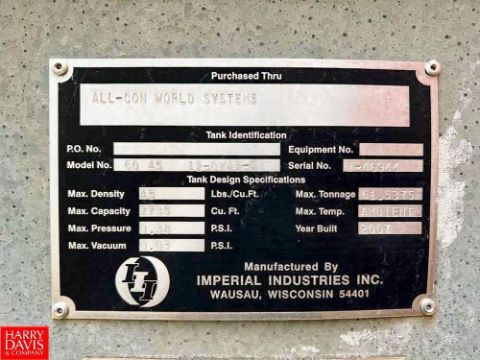 Purchased Thru
ALL-CON WORLD SYSTEMS
Tank Identification
P.O. No. Equipment No.
Model No. Serial No.
Tank Design Specifications
Max. Density 45 Lbs./Cu.Ft. Max. Tonnage
Max. Capacity Cu. Ft. Max. Temp. AMBIENT
Max. Pressure P.S.I. Year Built 2007
Max. Vacuum P.S.I.
Manufactured By
IMPERIAL INDUSTRIES INC.
WAUSAU, WISCONSIN 54401
HARRY
DAVIS
& COMPANY